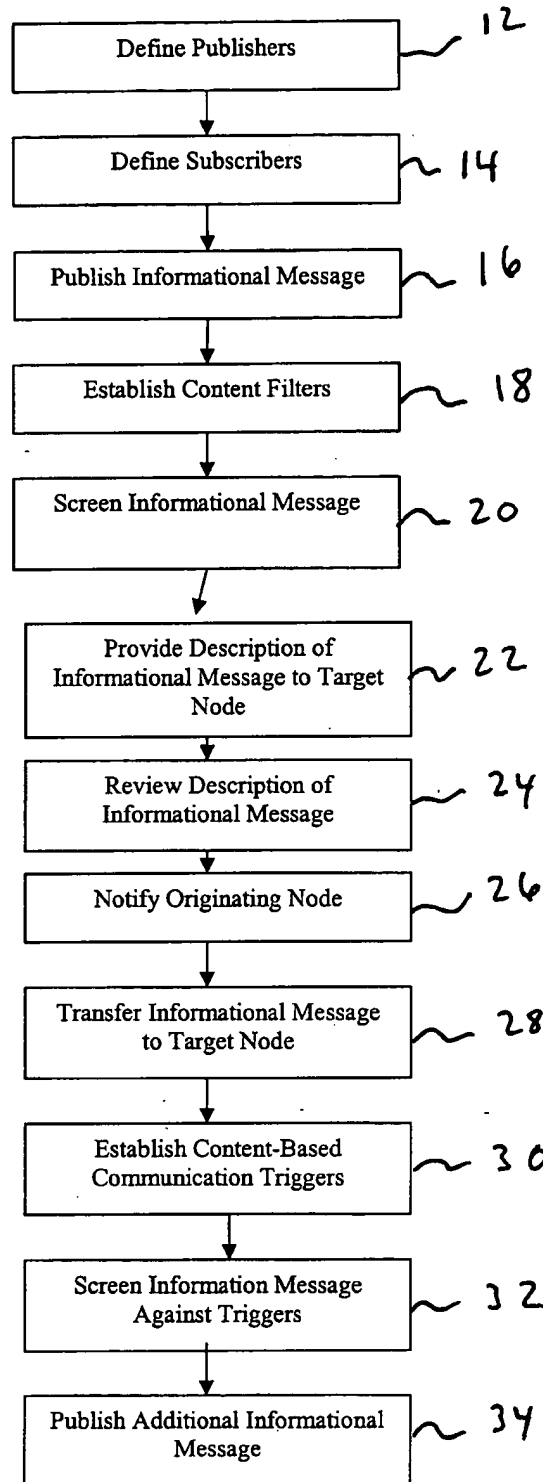 Define Publishers
12
Define Subscribers
14
Publish Informational Message
16
Establish Content Filters
18
Screen Informational Message
20
Provide Description of
Informational Message to Target
Node
22
Review Description of
Informational Message
24
Notify Originating Node
26
Transfer Informational Message
to Target Node
28
Establish Content-Based
Communication Triggers
30
Screen Information Message
Against Triggers
32
Publish Additional Informational
Message
34